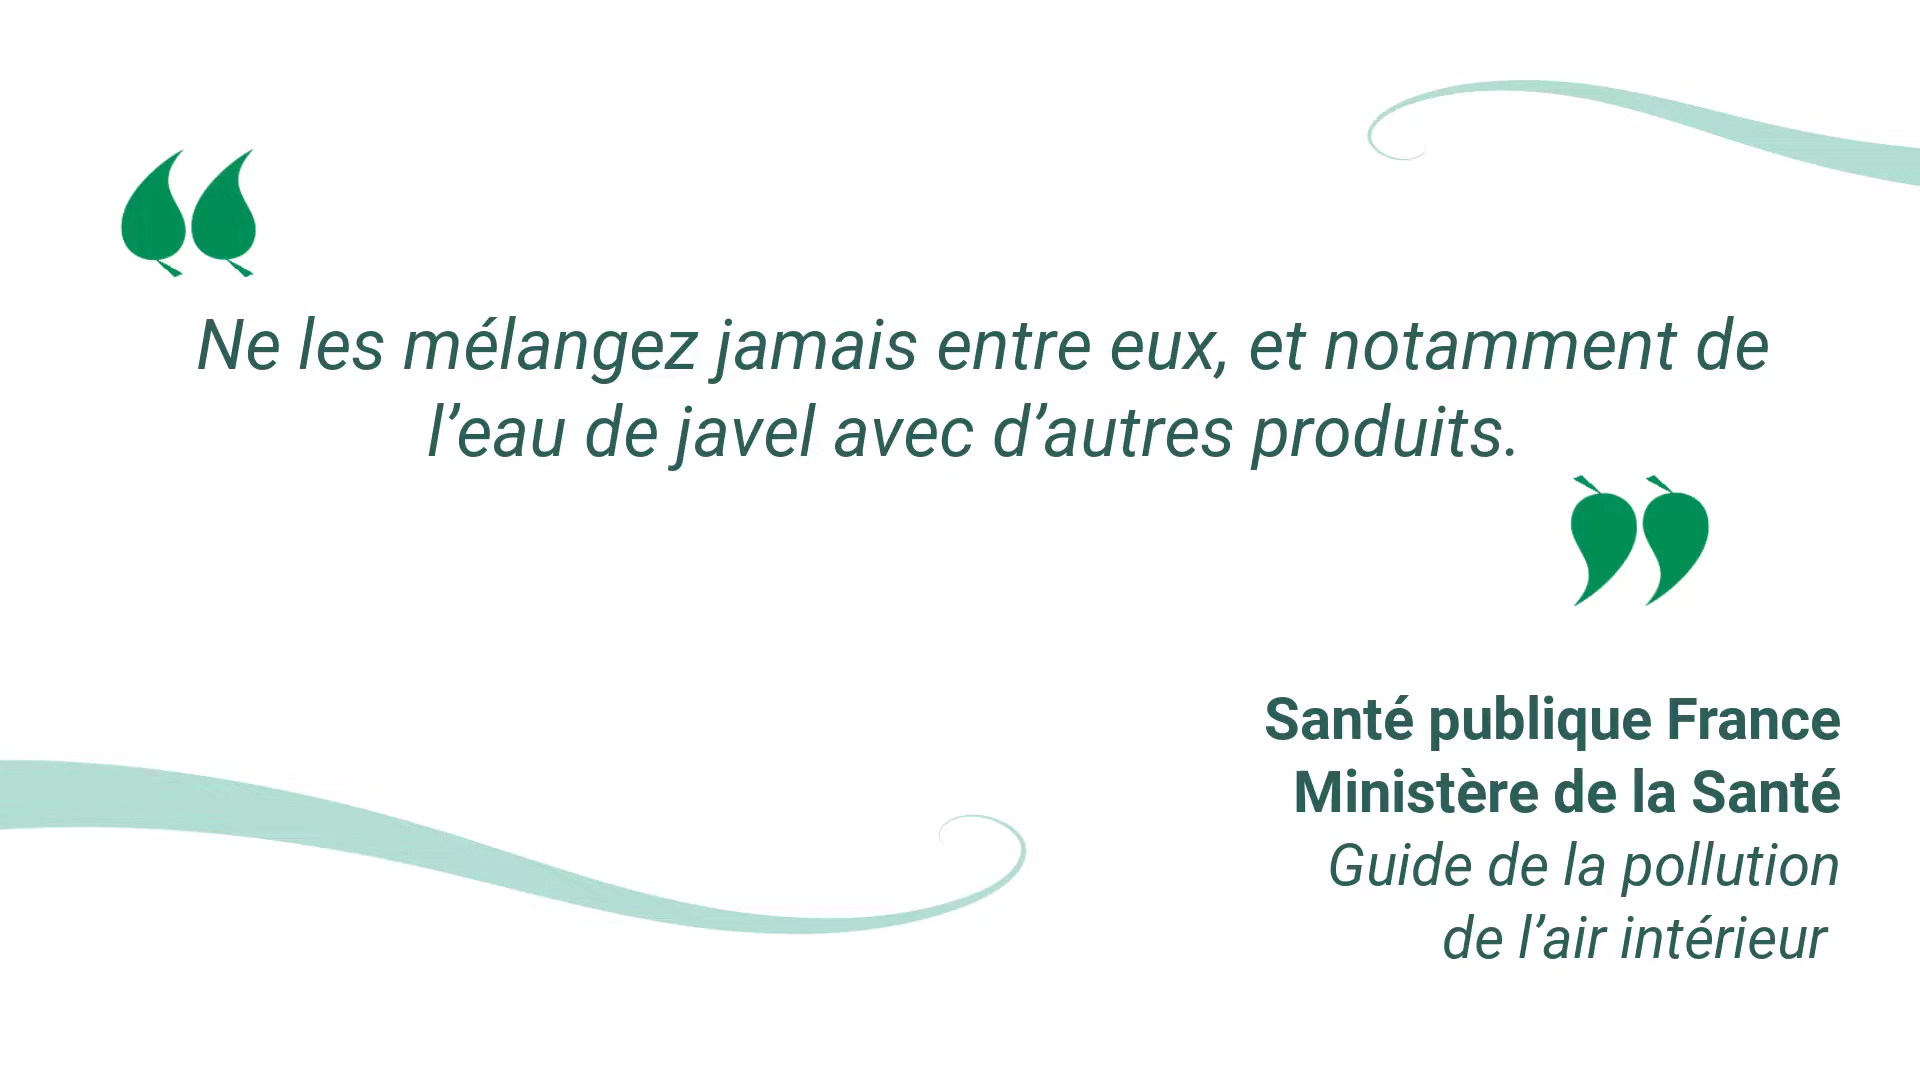 Ne les mélangez jamais entre eux, et notamment de
l’eau de javel avec d’autres produits.
Santé publique France
Ministère de la Santé
Guide de la pollution
de l’air intérieur